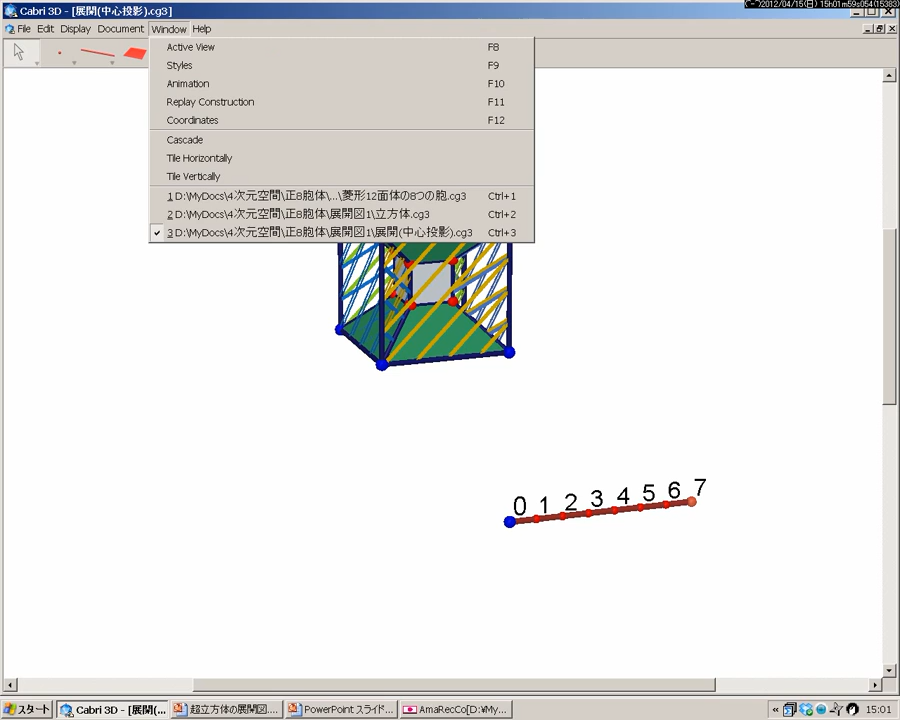 Cabri 3D - [展開(中心投影).cg3]
(^-^)2012/04/15(日) 15h01m59s054(15383)
File Edit Display Document Window Help
Active View F8
Styles F9
Animation F10
Replay Construction F11
Coordinates F12
Cascade
Tile Horizontally
Tile Vertically
1 D:\MyDocs\4次元空間\正8胞体\...\菱形12面体の8つの胞.cg3 Ctrl+1
2 D:\MyDocs\4次元空間\正8胞体\展開図1\立方体.cg3 Ctrl+2
3 D:\MyDocs\4次元空間\正8胞体\展開図1\展開(中心投影).cg3 Ctrl+3
0 1 2 3 4 5 6 7
スタート Cabri 3D - [展開(... 超立方体の展開図.... PowerPoint スライド... AmaRecCo[D:¥My... « 15:01